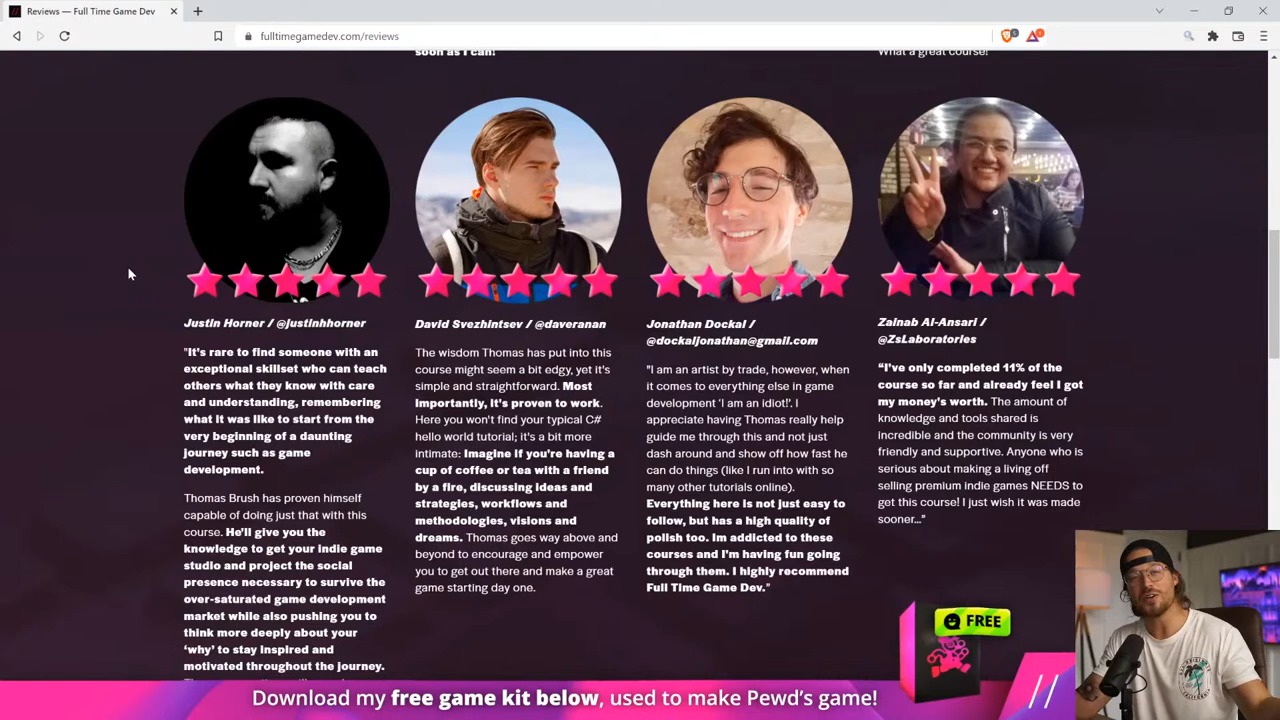 Reviews — Full Time Game Dev
fulltimegamedev.com/reviews
soon as I can!
What a great course!
Justin Horner / @justinhhorner
"It's rare to find someone with an
exceptional skillset who can teach
others what they know with care
and understanding, remembering
what it was like to start from the
very beginning of a daunting
journey such as game
development.
Thomas Brush has proven himself
capable of doing just that with this
course. He'll give you the
knowledge to get your indie game
studio and project the social
presence necessary to survive the
over-saturated game development
market while also pushing you to
think more deeply about your
‘why’ to stay inspired and
motivated throughout the journey.
David Svezhintsev / @daveranan
The wisdom Thomas has put into this
course might seem a bit edgy, yet it's
simple and straightforward. Most
importantly, it's proven to work.
Here you won't find your typical C#
hello world tutorial; it's a bit more
intimate: Imagine if you're having a
cup of coffee or tea with a friend
by a fire, discussing ideas and
strategies, workflows and
methodologies, visions and
dreams. Thomas goes way above and
beyond to encourage and empower
you to get out there and make a great
game starting day one.
Jonathan Dockal /
@dockaljonathan@gmail.com
"I am an artist by trade, however, when
it comes to everything else in game
development ‘I am an idiot!’. I
appreciate having Thomas really help
guide me through this and not just
dash around and show off how fast he
can do things (like I run into with so
many other tutorials online).
Everything here is not just easy to
follow, but has a high quality of
polish too. Im addicted to these
courses and I'm having fun going
through them. I highly recommend
Full Time Game Dev."
Zainab Al-Ansari /
@ZsLaboratories
“I've only completed 11% of the
course so far and already feel I got
my money's worth. The amount of
knowledge and tools shared is
incredible and the community is very
friendly and supportive. Anyone who is
serious about making a living off
selling premium indie games NEEDS to
get this course! I just wish it was made
sooner...”
FREE
Download my free game kit below, used to make Pewd's game!
//